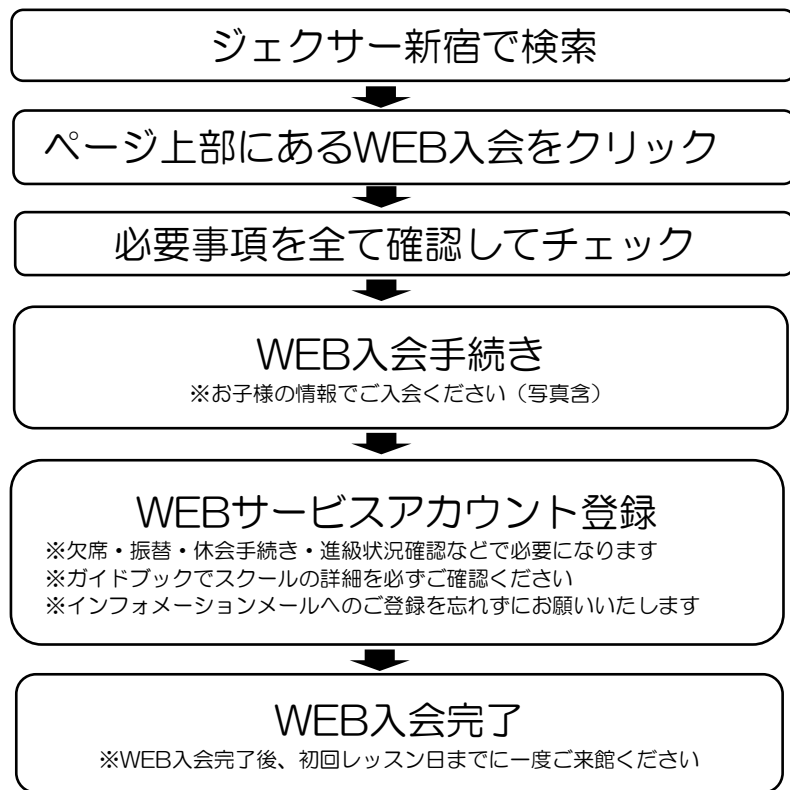 ジェクサー新宿で検索
ページ上部にあるWEB入会をクリック
必要事項を全て確認してチェック
WEB入会手続き
※お子様の情報でご入会ください（写真含）
WEBサービスアカウント登録
※欠席・振替・休会手続き・進級状況確認などで必要になります
※ガイドブックでスクールの詳細を必ずご確認ください
※インフォメーションメールへのご登録を忘れずにお願いいたします
WEB入会完了
※WEB入会完了後、初回レッスン日までに一度ご来館ください